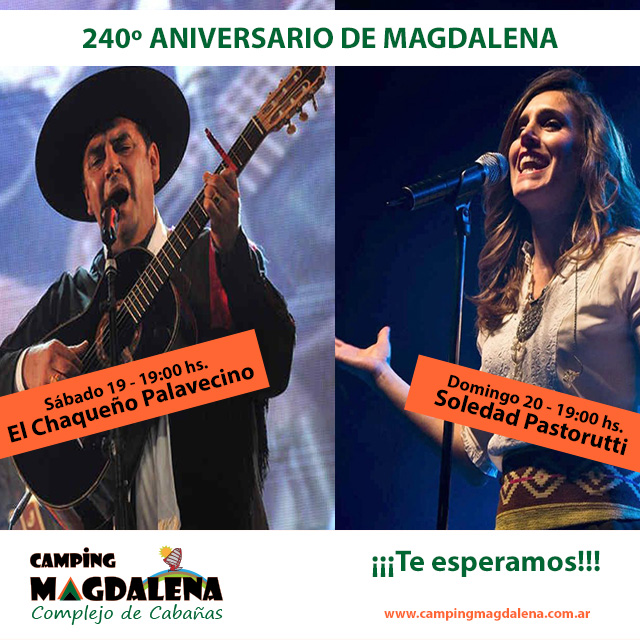 240º ANIVERSARIO DE MAGDALENA
Sábado 19 - 19:00 hs.
El Chaqueño Palavecino
Domingo 20 - 19:00 hs.
Soledad Pastorutti
CAMPING
MAGDALENA
Complejo de Cabañas
¡¡¡Te esperamos!!!
www.campingmagdalena.com.ar